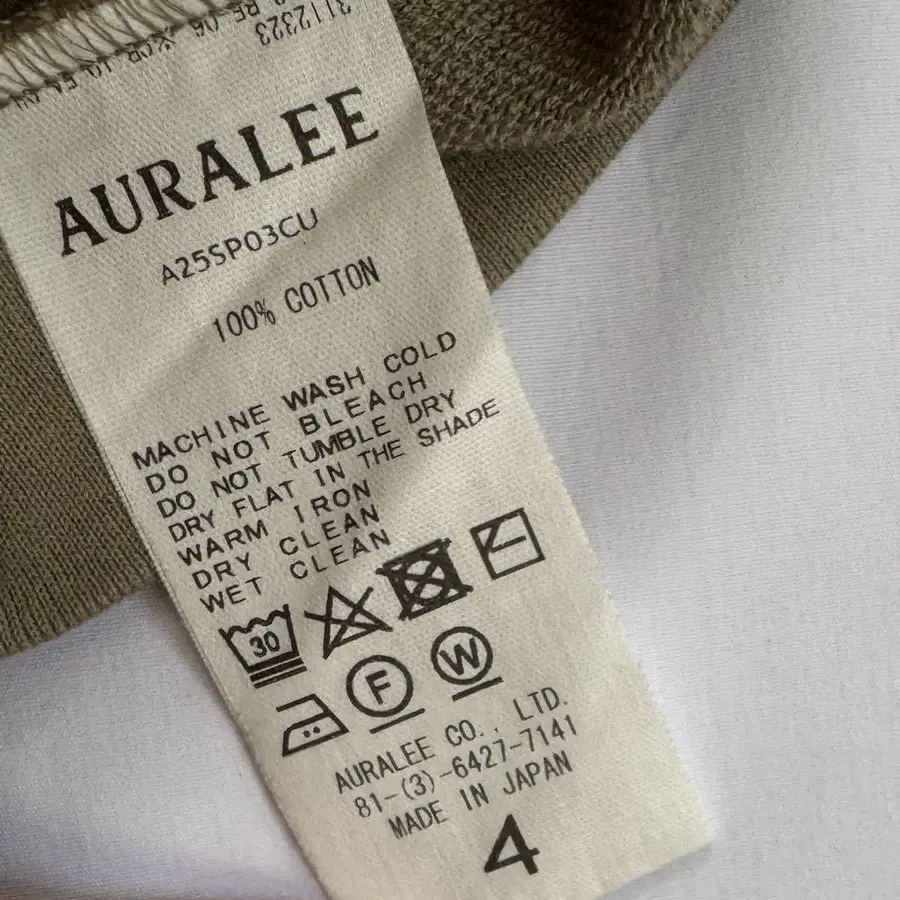 3112323
AURALEE
A25SP03CU
100% COTTON
MACHINE WASH COLD
DO NOT BLEACH
DO NOT TUMBLE DRY
DRY FLAT IN THE SHADE
WARM IRON
DRY CLEAN
WET CLEAN
30
F W
AURALEE CO., LTD.
81-(3)-6427-7141
MADE IN JAPAN
4